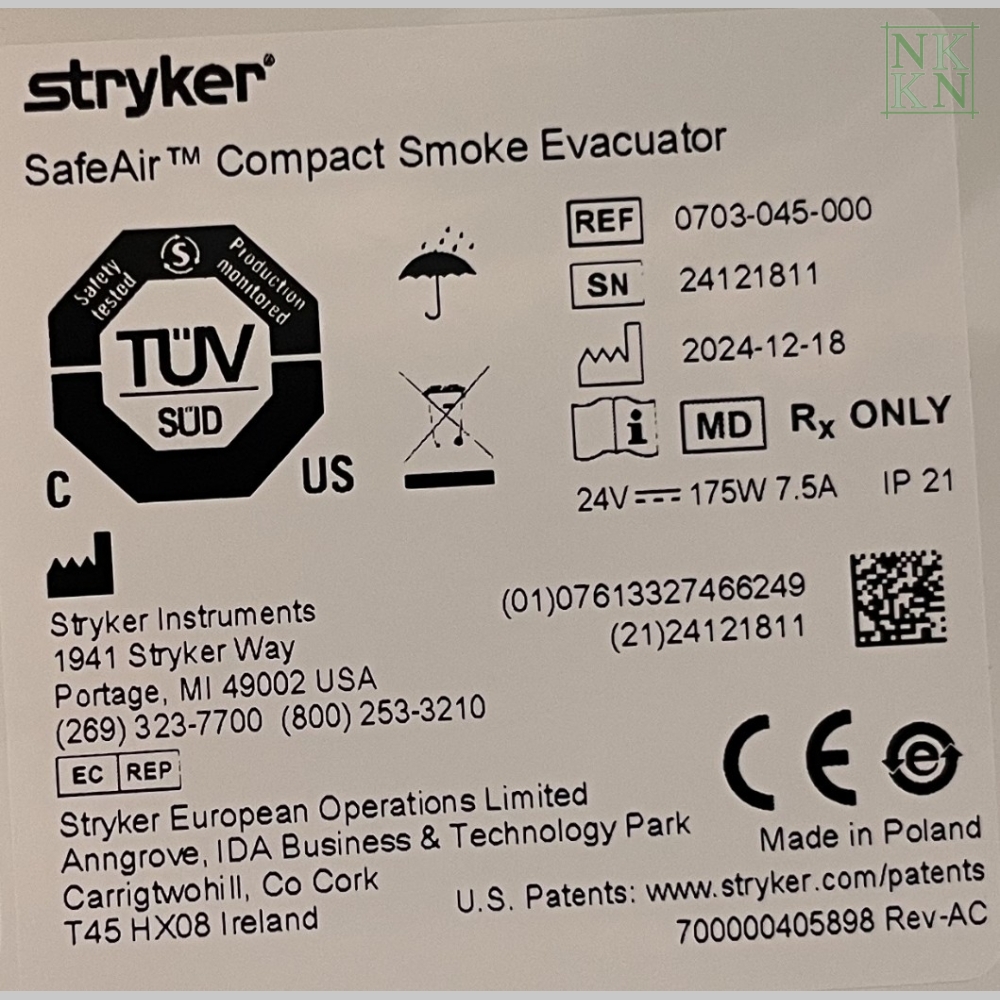 stryker®
SafeAir™ Compact Smoke Evacuator
NK
KN
Safety tested
S
Production monitored
TÜV
SÜD
C US
REF 0703-045-000
SN 24121811
2024-12-18
i MD Rx ONLY
24V 175W 7.5A IP 21
Stryker Instruments
1941 Stryker Way
Portage, MI 49002 USA
(269) 323-7700 (800) 253-3210
(01)07613327466249
(21)24121811
EC REP
Stryker European Operations Limited
Anngrove, IDA Business & Technology Park
Carrigtwohill, Co Cork
T45 HX08 Ireland
CE e
Made in Poland
U.S. Patents: www.stryker.com/patents
700000405898 Rev-AC